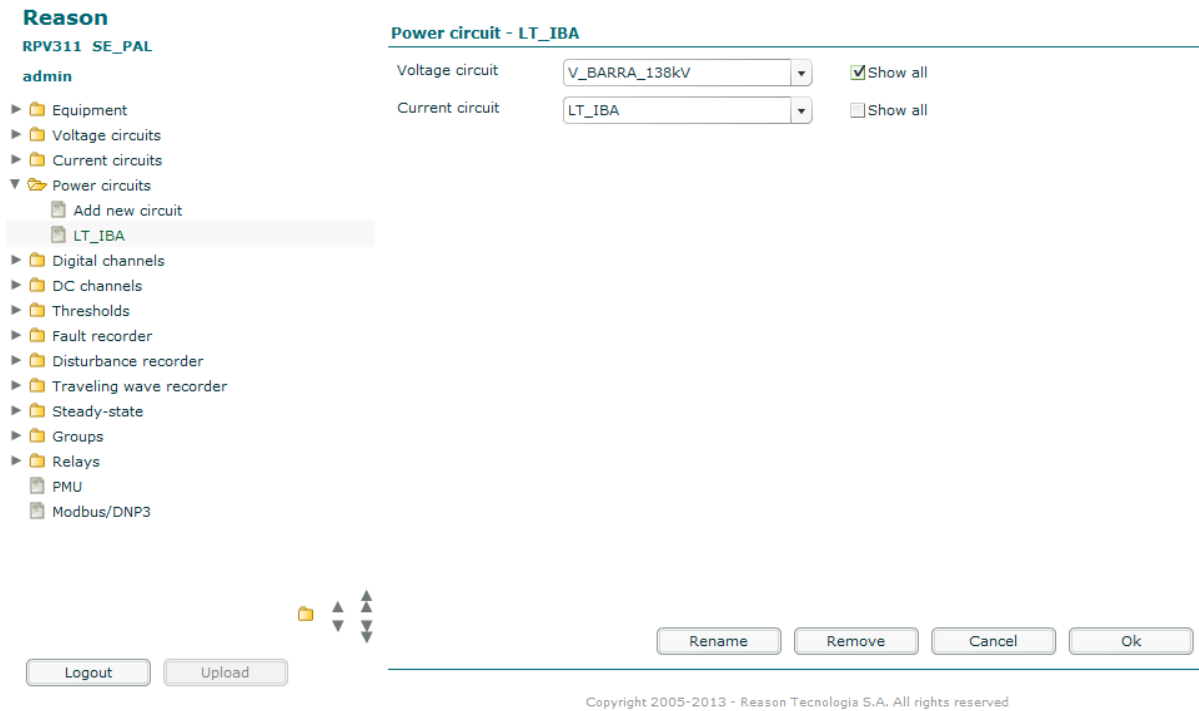 Reason
RPV311 SE_PAL
admin
Equipment
Voltage circuits
Current circuits
Power circuits
Add new circuit
LT_IBA
Digital channels
DC channels
Thresholds
Fault recorder
Disturbance recorder
Traveling wave recorder
Steady-state
Groups
Relays
PMU
Modbus/DNP3
Logout Upload
Power circuit - LT_IBA
Voltage circuit V_BARRA_138kV Show all
Current circuit LT_IBA Show all
Rename Remove Cancel Ok
Copyright 2005-2013 - Reason Tecnologia S.A. All rights reserved